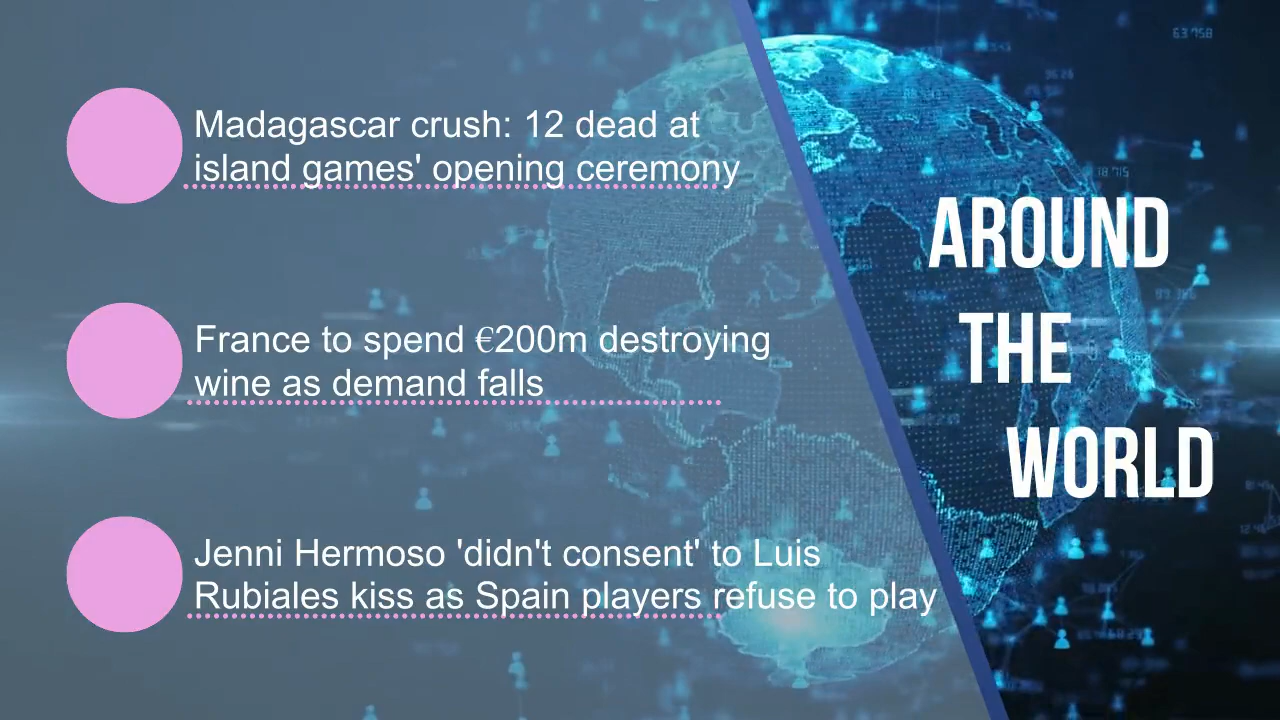 Madagascar crush: 12 dead at
island games' opening ceremony
France to spend €200m destroying
wine as demand falls
Jenni Hermoso 'didn't consent' to Luis
Rubiales kiss as Spain players refuse to play
AROUND
THE
WORLD